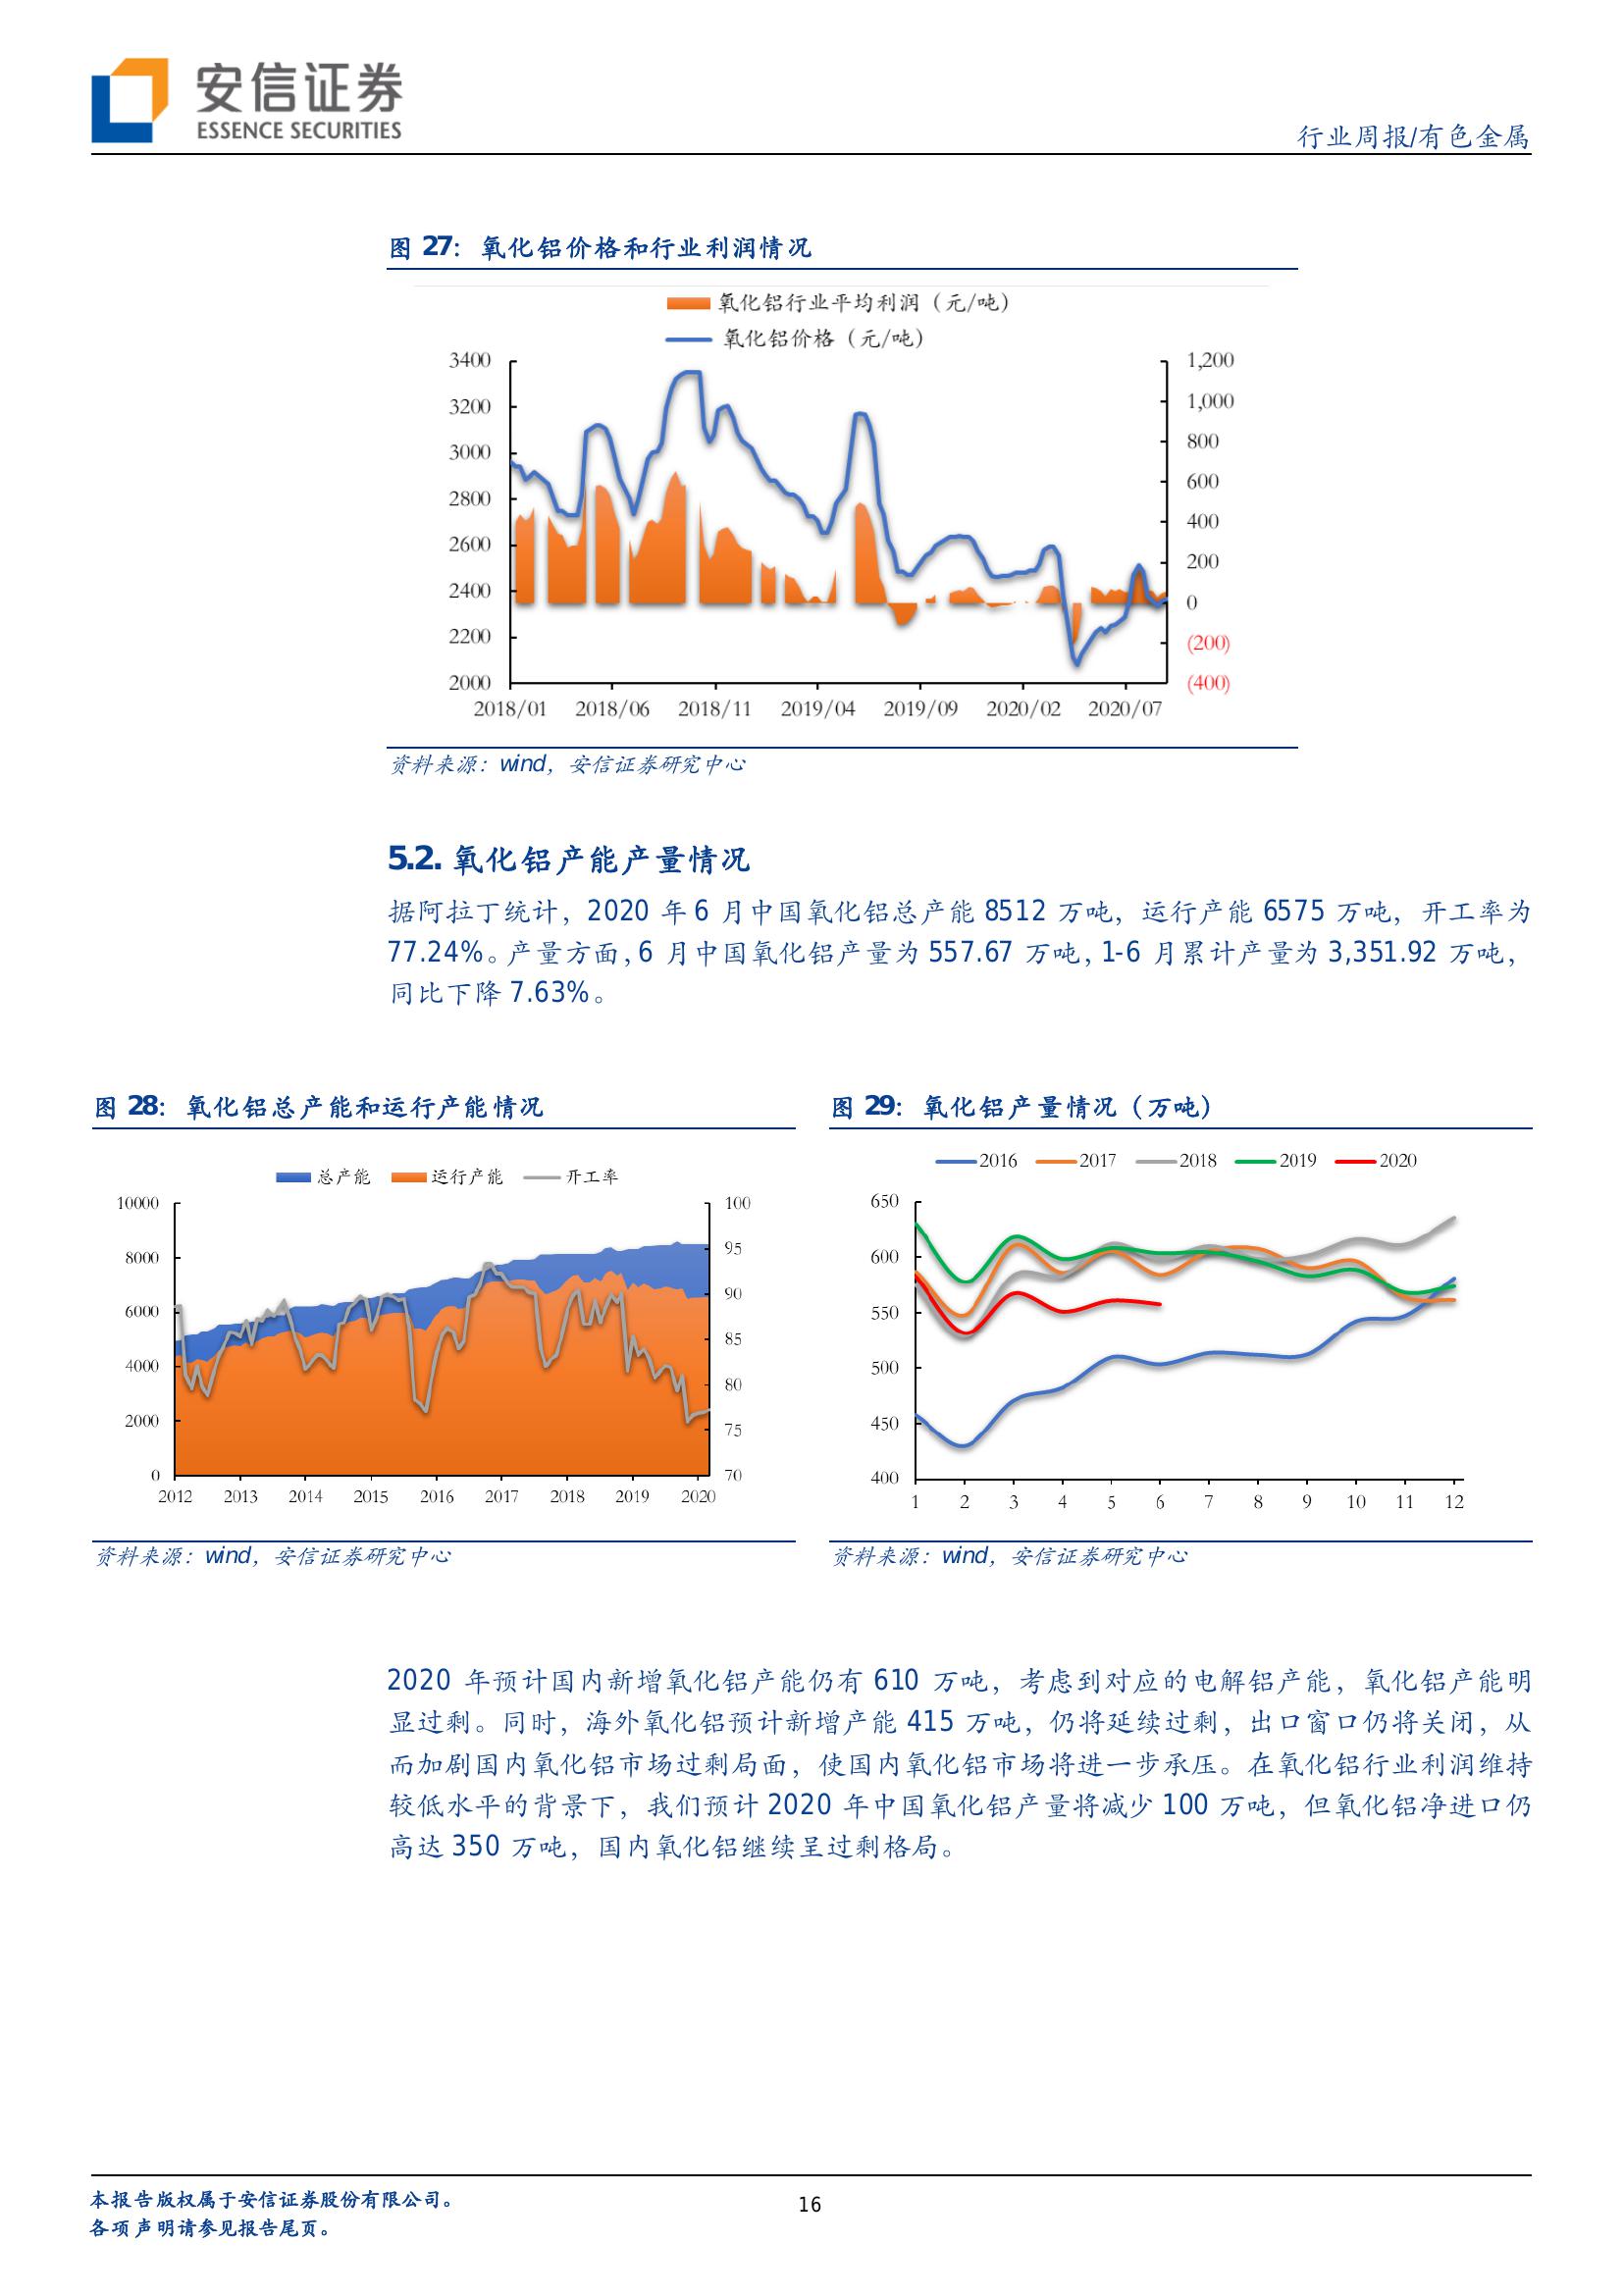 安信证券
ESSENCE SECURITIES
行业周报/有色金属
图 27：氧化铝价格和行业利润情况
氧化铝行业平均利润（元/吨）
氧化铝价格（元/吨）
3400
3200
3000
2800
2600
2400
2200
2000
1,200
1,000
800
600
400
200
0
(200)
(400)
2018/01 2018/06 2018/11 2019/04 2019/09 2020/02 2020/07
资料来源：wind，安信证券研究中心
5.2. 氧化铝产能产量情况
据阿拉丁统计，2020 年 6 月中国氧化铝总产能 8512 万吨，运行产能 6575 万吨，开工率为
77.24%。产量方面，6 月中国氧化铝产量为 557.67 万吨，1-6 月累计产量为 3,351.92 万吨，
同比下降 7.63%。
图 28：氧化铝总产能和运行产能情况
总产能 运行产能 开工率
10000
8000
6000
4000
2000
0
100
95
90
85
80
75
70
2012 2013 2014 2015 2016 2017 2018 2019 2020
资料来源：wind，安信证券研究中心
图 29：氧化铝产量情况（万吨）
2016 2017 2018 2019 2020
650
600
550
500
450
400
1 2 3 4 5 6 7 8 9 10 11 12
资料来源：wind，安信证券研究中心
2020 年预计国内新增氧化铝产能仍有 610 万吨，考虑到对应的电解铝产能，氧化铝产能明
显过剩。同时，海外氧化铝预计新增产能 415 万吨，仍将延续过剩，出口窗口仍将关闭，从
而加剧国内氧化铝市场过剩局面，使国内氧化铝市场将进一步承压。在氧化铝行业利润维持
较低水平的背景下，我们预计 2020 年中国氧化铝产量将减少 100 万吨，但氧化铝净进口仍
高达 350 万吨，国内氧化铝继续呈过剩格局。
本报告版权属于安信证券股份有限公司。
各项声明请参见报告尾页。
16